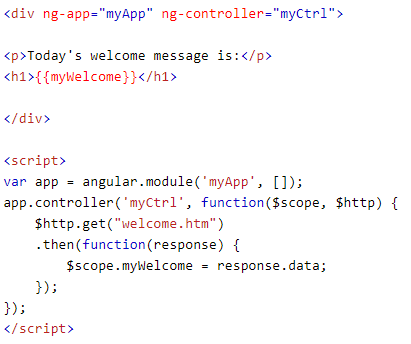 <div ng-app="myApp" ng-controller="myCtrl">

<p>Today's welcome message is:</p>
<h1>{{myWelcome}}</h1>

</div>

<script>
var app = angular.module('myApp', []);
app.controller('myCtrl', function($scope, $http) {
    $http.get("welcome.htm")
    .then(function(response) {
        $scope.myWelcome = response.data;
    });
});
</script>